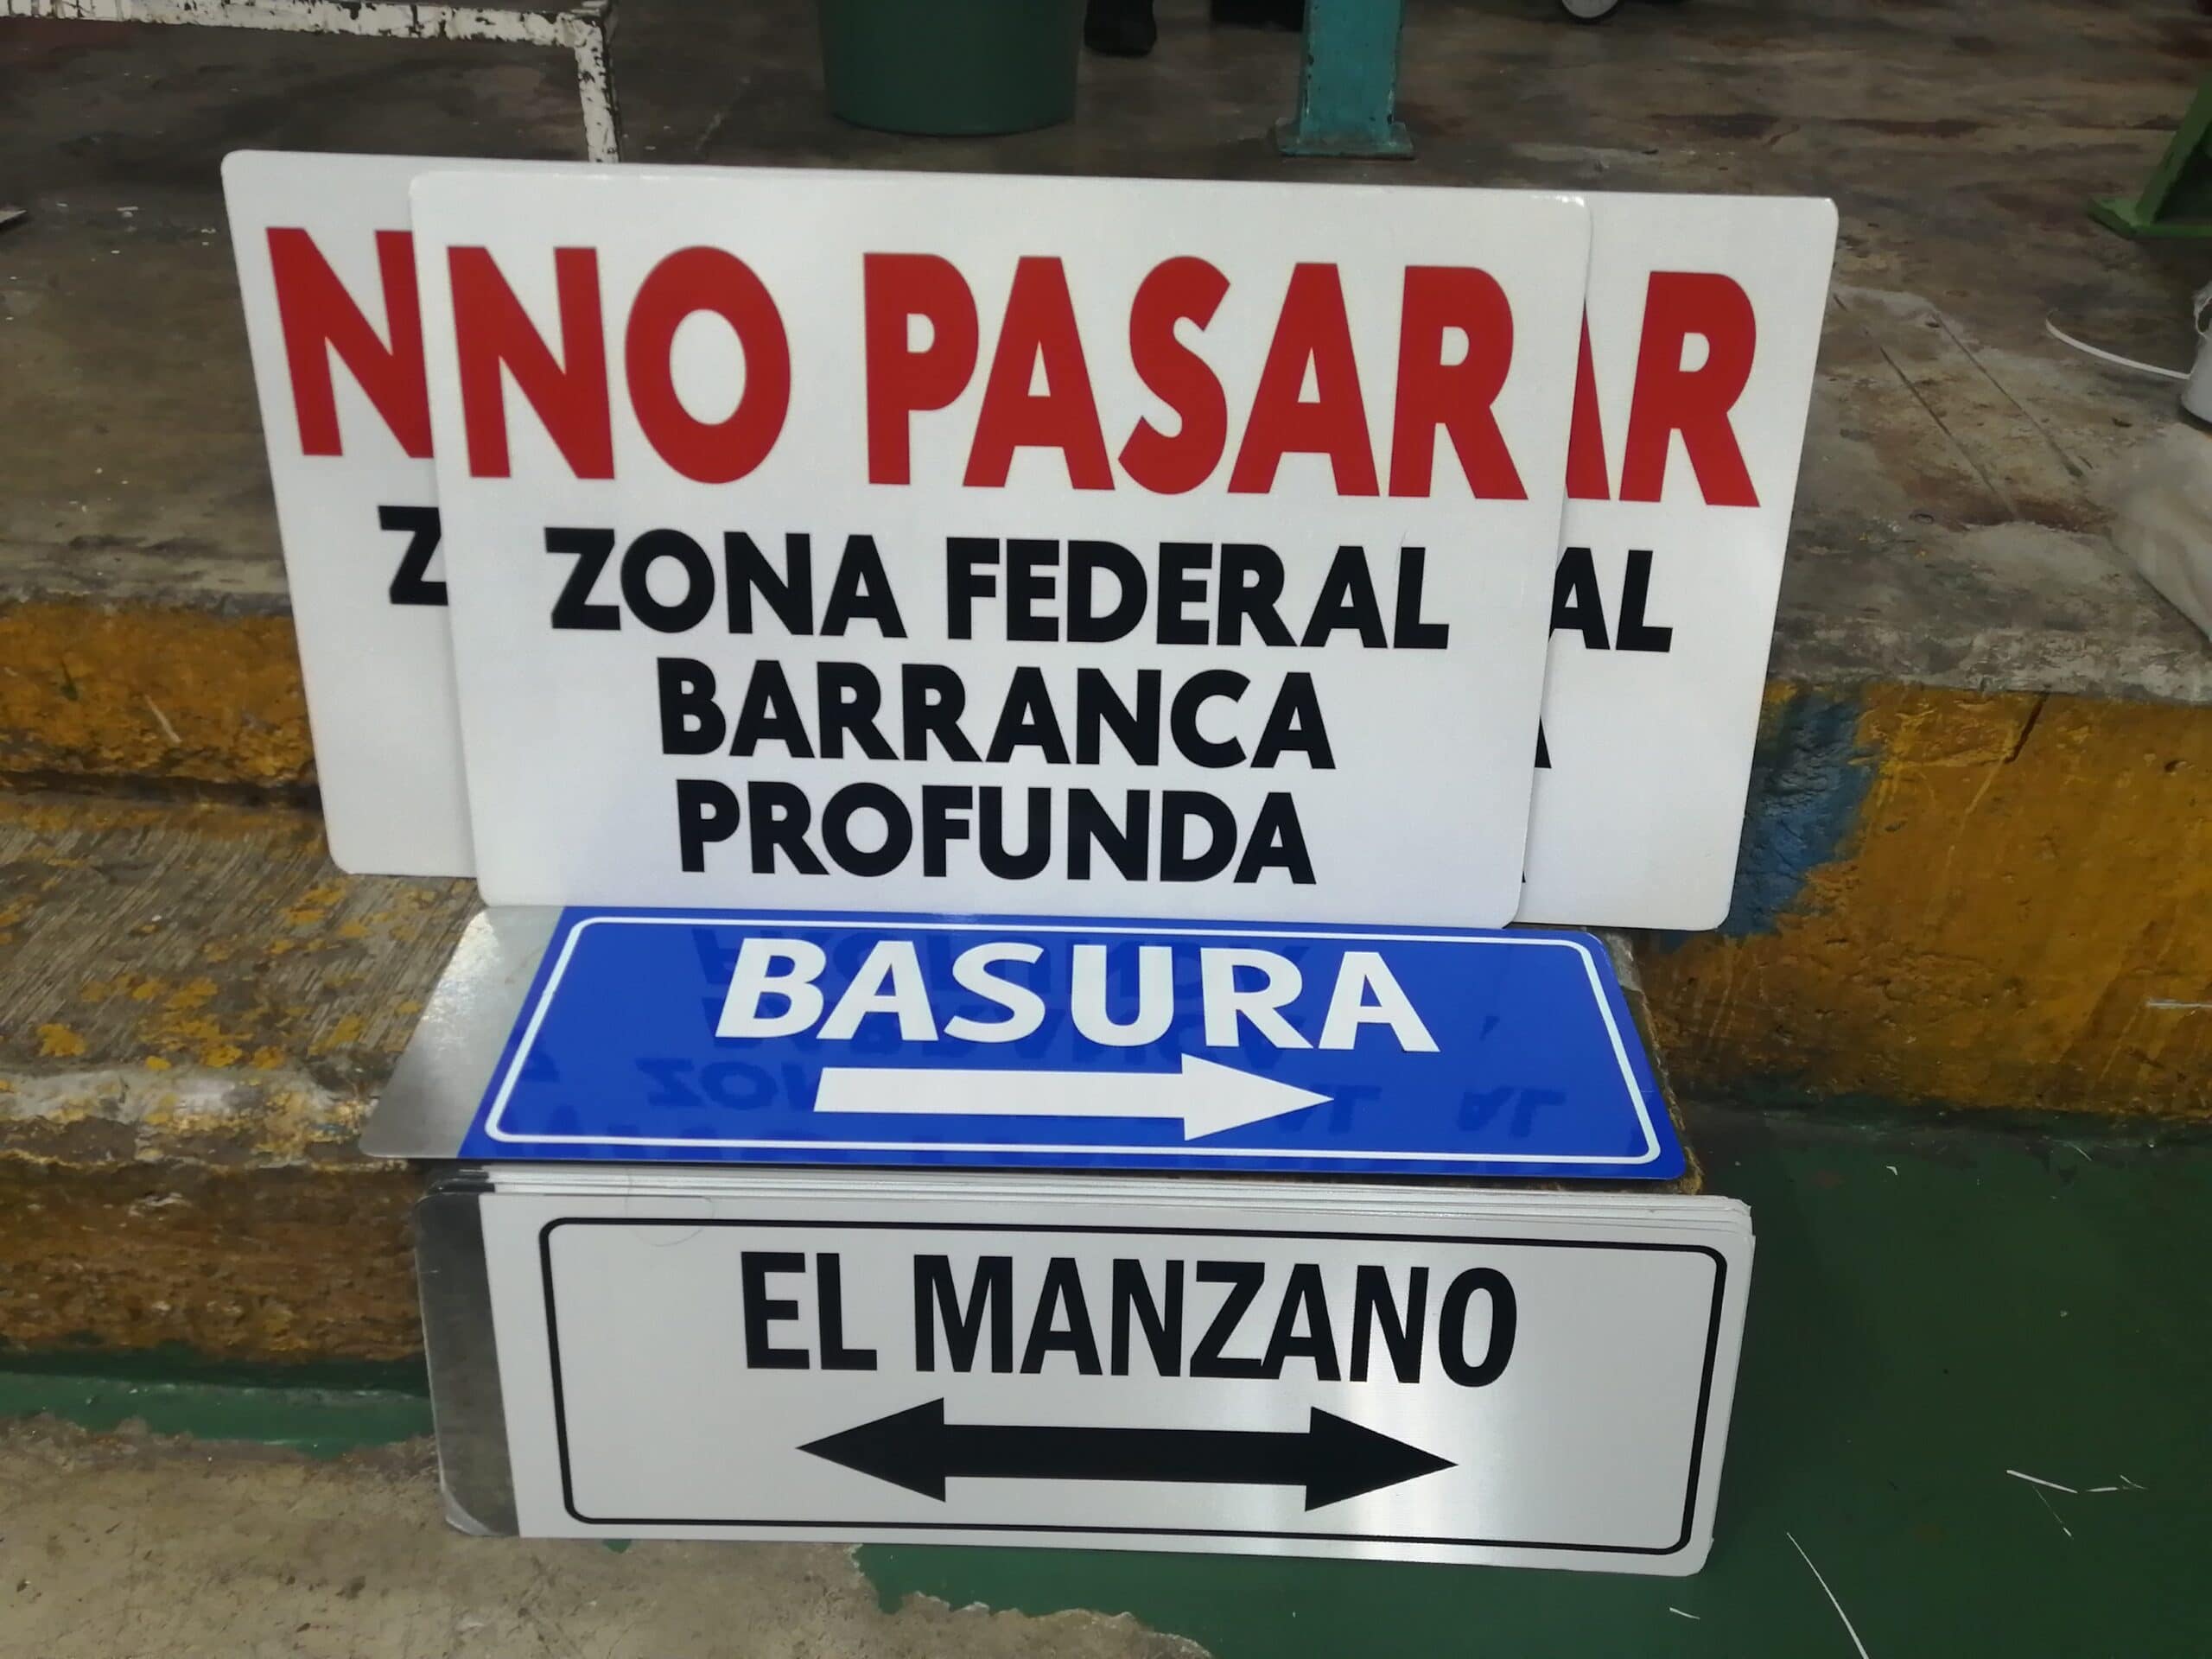 NO PASAR
ZONA FEDERAL
BARRANCA
PROFUNDA
BASURA
EL MANZANO